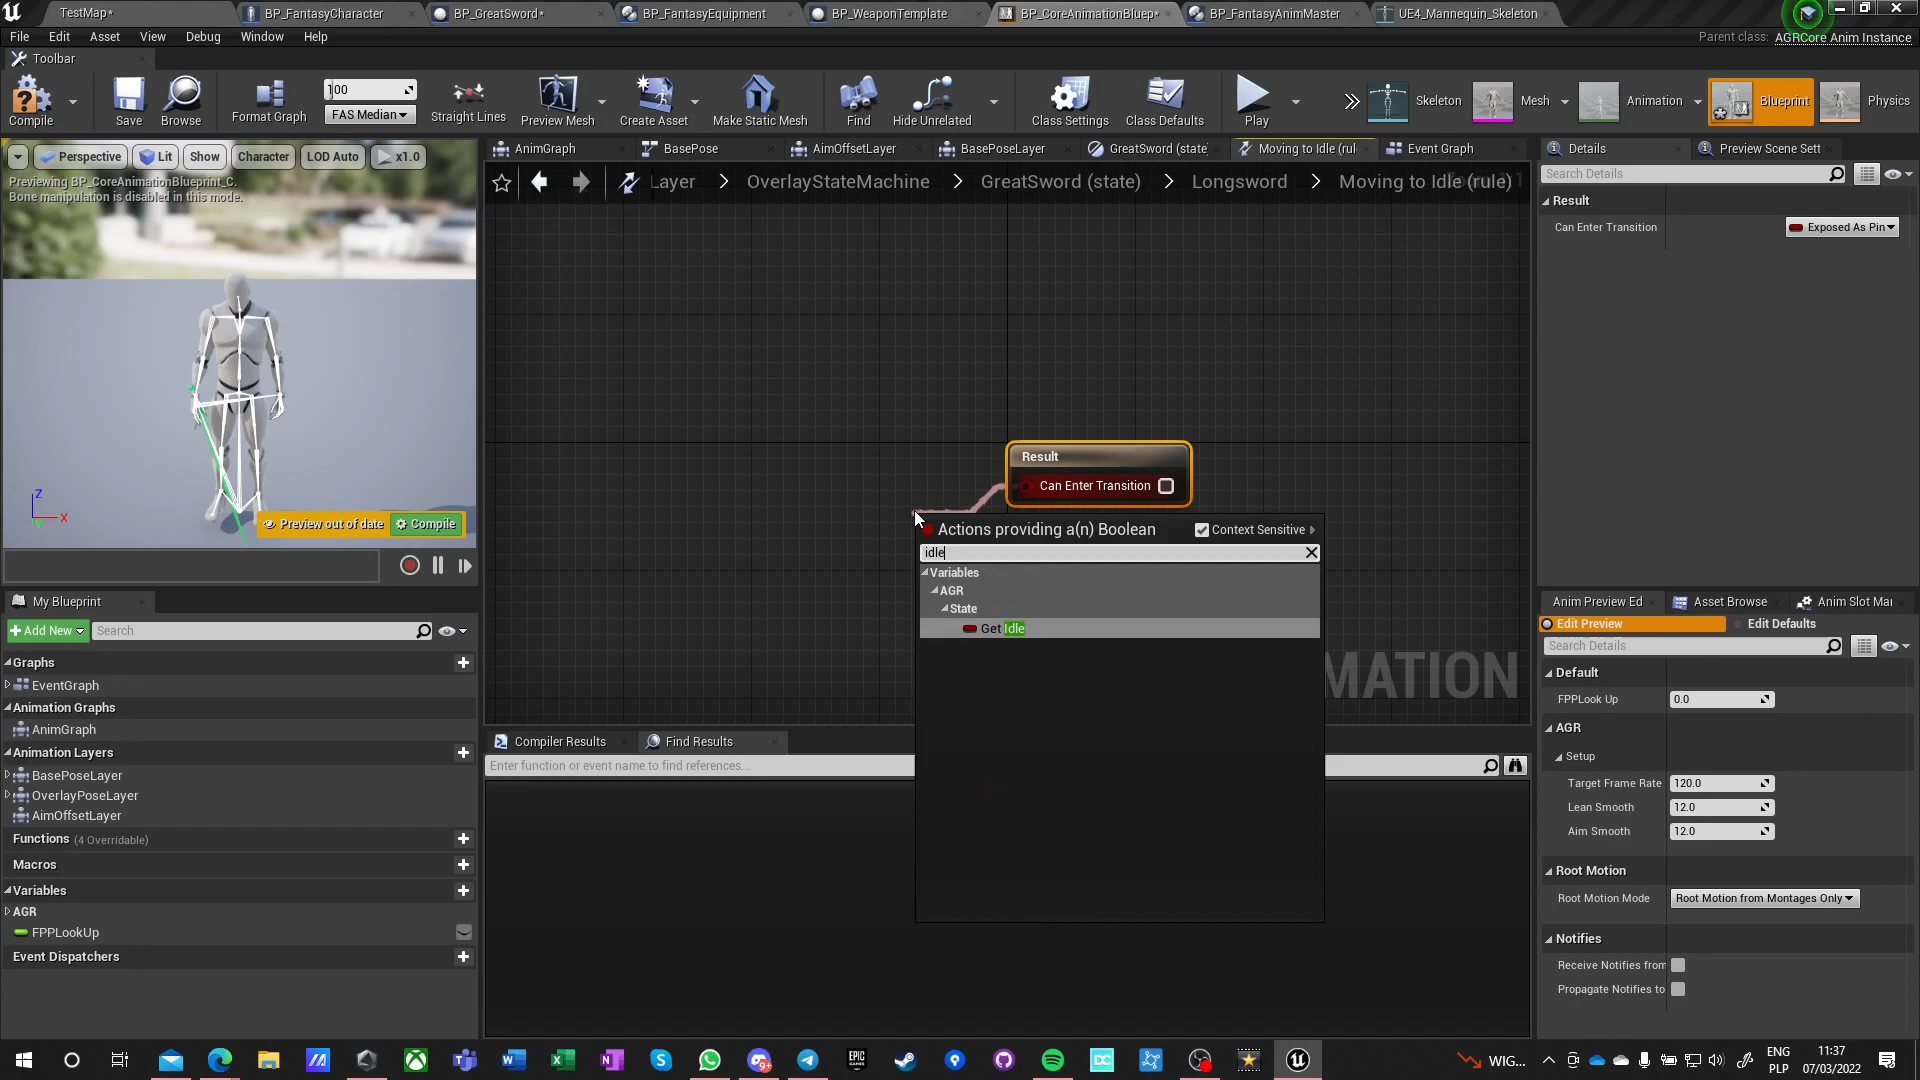 TestMap*
BP_FantasyCharacter
BP_GreatSword*
BP_FantasyEquipment
BP_WeaponTemplate
BP_CoreAnimationBluep*
BP_FantasyAnimMaster
UE4_Mannequin_Skeleton
File
Edit
Asset
View
Debug
Window
Help
Parent class:
AGRCore Anim Instance
Toolbar
Compile
Save
Browse
Format Graph
100
FAS Median
Straight Lines
Preview Mesh
Create Asset
Make Static Mesh
Find
Hide Unrelated
Class Settings
Class Defaults
Play
Skeleton
Mesh
Animation
Blueprint
Physics
Perspective
Lit
Show
Character
LOD Auto
x1.0
Previewing BP_CoreAnimationBlueprint_C.
Bone manipulation is disabled in this mode.
Z
X
Preview out of date
Compile
AnimGraph
BasePose
AimOffsetLayer
BasePoseLayer
GreatSword (state)
Moving to Idle (rul
Event Graph
Layer
OverlayStateMachine
GreatSword (state)
Longsword
Moving to Idle (rule)
Result
Can Enter Transition
Actions providing a(n) Boolean
Context Sensitive
idle
Variables
AGR
State
Get Idle
MATION
Compiler Results
Find Results
Enter function or event name to find references...
My Blueprint
Add New
Search
Graphs
EventGraph
Animation Graphs
AnimGraph
Animation Layers
BasePoseLayer
OverlayPoseLayer
AimOffsetLayer
Functions (4 Overridable)
Macros
Variables
AGR
FPPLookUp
Event Dispatchers
Details
Preview Scene Sett
Search Details
Result
Can Enter Transition
Exposed As Pin
Anim Preview Ed
Asset Browse
Anim Slot Mai
Edit Preview
Edit Defaults
Search Details
Default
FPPLook Up
0.0
AGR
Setup
Target Frame Rate
120.0
Lean Smooth
12.0
Aim Smooth
12.0
Root Motion
Root Motion Mode
Root Motion from Montages Only
Notifies
Receive Notifies from
Propagate Notifies to
EPIC
GAMES
9+
DC
WIG...
ENG
PLP
11:37
07/03/2022